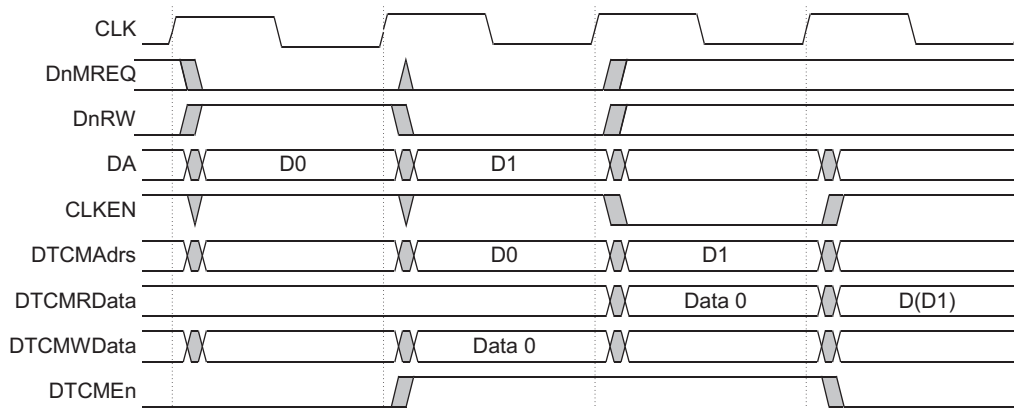 CLK
DnMREQ
DnRW
DA D0 D1
CLKEN
DTCMAdrs D0 D1
DTCMRData Data 0 D(D1)
DTCMWData Data 0
DTCMEn